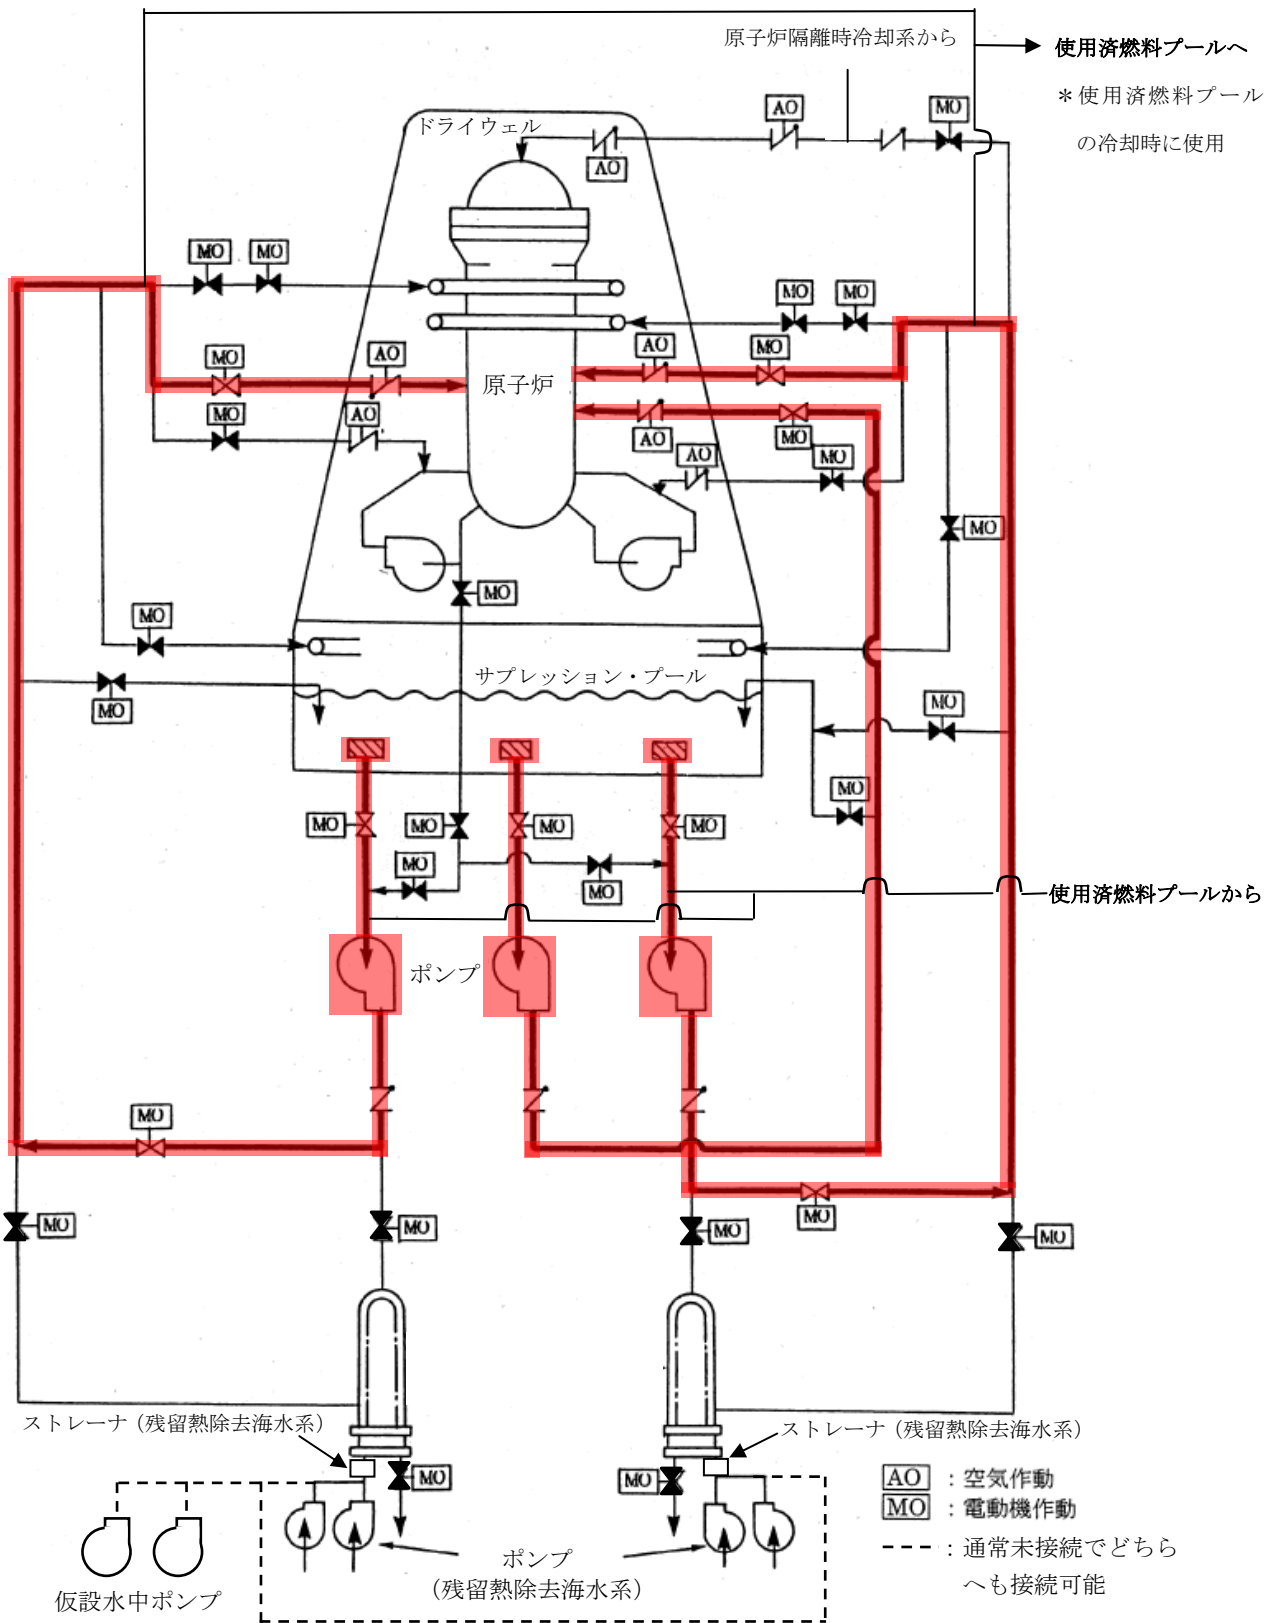 原子炉隔離時冷却系から
使用済燃料プールへ
＊使用済燃料プール
の冷却時に使用
AO
MO
ドライウェル
AO
MO
MO
MO
MO
AO
MO
MO
AO
原子炉
MO
AO
AO
MO
AO
MO
MO
MO
MO
サプレッション・プール
MO
MO
MO
MO
MO
MO
MO
MO
MO
使用済燃料プールから
ポンプ
MO
MO
MO
MO
MO
MO
ストレーナ（残留熱除去海水系）
ストレーナ（残留熱除去海水系）
MO
MO
AO ：空気作動
MO ：電動機作動
：通常未接続でどちら
へも接続可能
ポンプ
（残留熱除去海水系）
仮設水中ポンプ